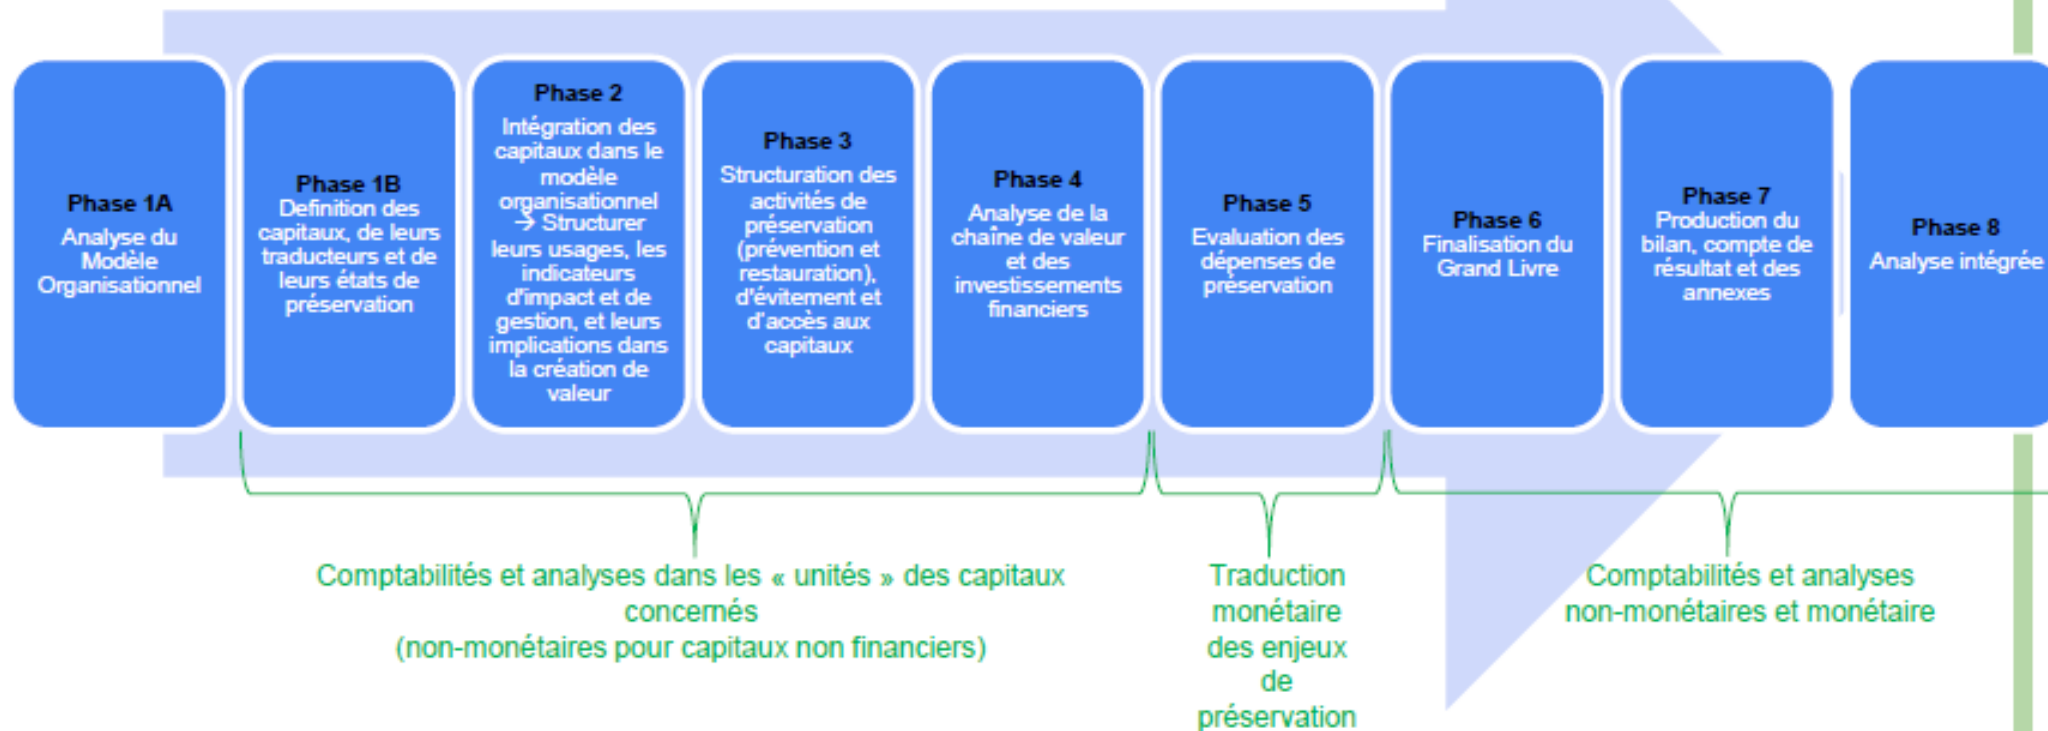 Phase 1A
Analyse du
Modèle
Organisationnel
Phase 1B
Definition des
capitaux, de leurs
traducteurs et de
leurs états de
préservation
Phase 2
Intégration des
capitaux dans le
modèle
organisationnel
→ Structurer
leurs usages, les
indicateurs
d'impact et de
gestion, et leurs
implications dans
la création de
valeur
Phase 3
Structuration des
activités de
préservation
(prévention et
restauration),
d'évitement et
d'accès aux
capitaux
Phase 4
Analyse de la
chaîne de valeur
et des
investissements
financiers
Phase 5
Evaluation des
dépenses de
préservation
Phase 6
Finalisation du
Grand Livre
Phase 7
Production du
bilan, compte de
résultat et des
annexes
Phase 8
Analyse intégrée
Comptabilités et analyses dans les « unités » des capitaux
concernés
(non-monétaires pour capitaux non financiers)
Traduction
monétaire
des enjeux
de
préservation
Comptabilités et analyses
non-monétaires et monétaire